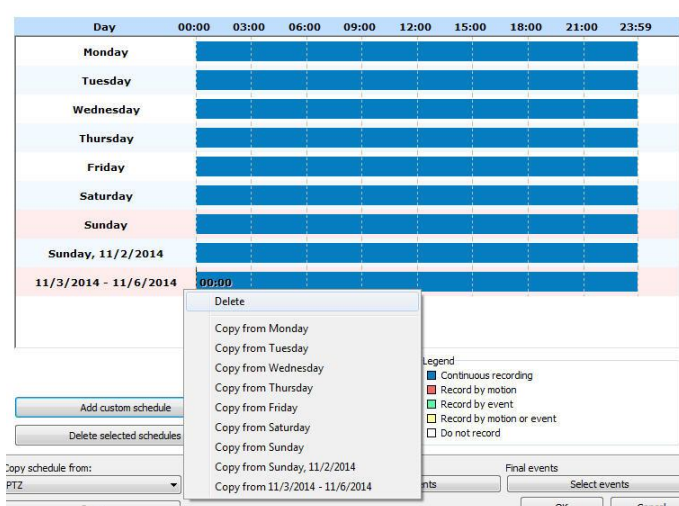 Day 00:00 03:00 06:00 09:00 12:00 15:00 18:00 21:00 23:59
Monday
Tuesday
Wednesday
Thursday
Friday
Saturday
Sunday
Sunday, 11/2/2014
11/3/2014 - 11/6/2014 00:00
Delete
Copy from Monday
Copy from Tuesday
Copy from Wednesday
Copy from Thursday
Copy from Friday
Copy from Saturday
Copy from Sunday
Copy from Sunday, 11/2/2014
Copy from 11/3/2014 - 11/6/2014
Legend
Continuous recording
Record by motion
Record by event
Record by motion or event
Do not record
Add custom schedule
Delete selected schedules
Copy schedule from:
PTZ
Final events
Select events